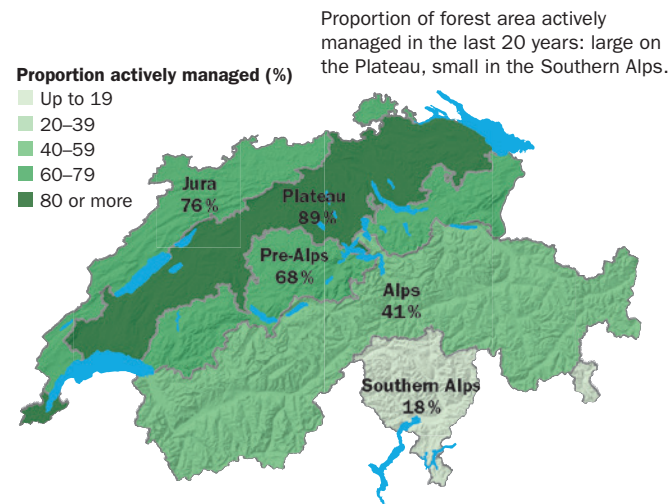 Proportion of forest area actively
managed in the last 20 years: large on
the Plateau, small in the Southern Alps.
Proportion actively managed (%)
Up to 19
20–39
40–59
60–79
80 or more
Jura
76%
Plateau
89%
Pre-Alps
68%
Alps
41%
Southern Alps
18%